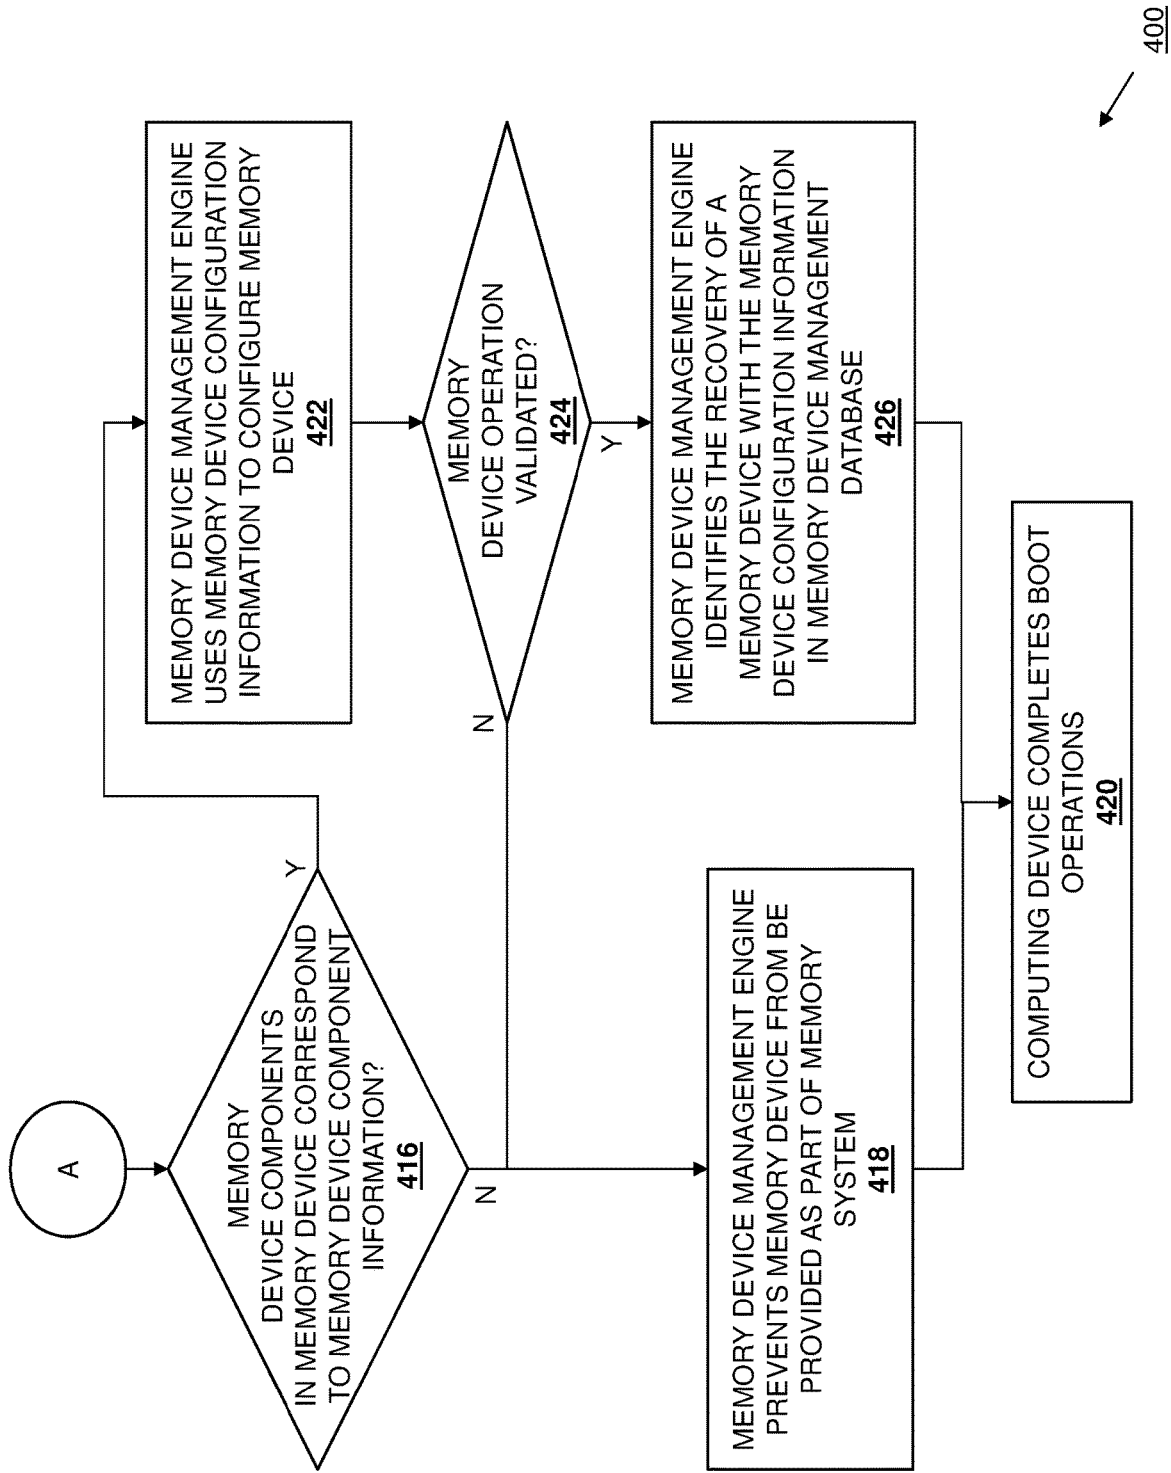 A
MEMORY
DEVICE COMPONENTS
IN MEMORY DEVICE CORRESPOND
TO MEMORY DEVICE COMPONENT
INFORMATION?
416
Y
N
MEMORY DEVICE MANAGEMENT ENGINE
USES MEMORY DEVICE CONFIGURATION
INFORMATION TO CONFIGURE MEMORY
DEVICE
422
MEMORY
DEVICE OPERATION
VALIDATED?
424
N
Y
MEMORY DEVICE MANAGEMENT ENGINE
PREVENTS MEMORY DEVICE FROM BE
PROVIDED AS PART OF MEMORY
SYSTEM
418
MEMORY DEVICE MANAGEMENT ENGINE
IDENTIFIES THE RECOVERY OF A
MEMORY DEVICE WITH THE MEMORY
DEVICE CONFIGURATION INFORMATION
IN MEMORY DEVICE MANAGEMENT
DATABASE
426
COMPUTING DEVICE COMPLETES BOOT
OPERATIONS
420
400